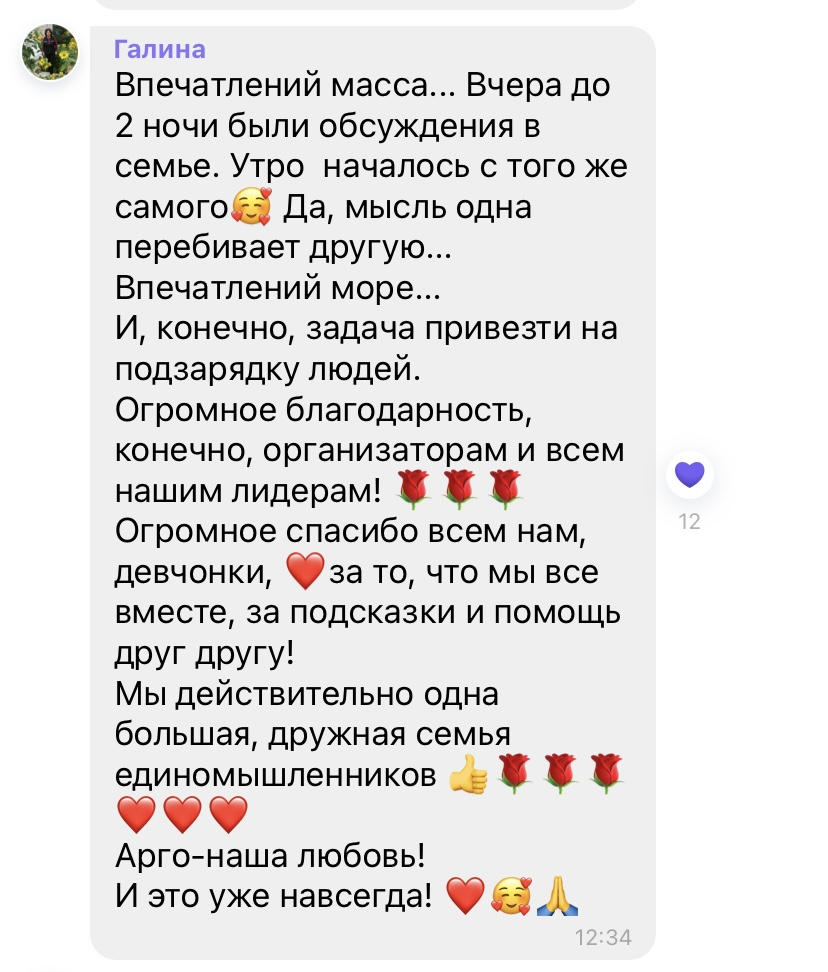 Галина
Впечатлений масса... Вчера до
2 ночи были обсуждения в
семье. Утро  началось с того же
самого🥰 Да, мысль одна
перебивает другую...
Впечатлений море...
И, конечно, задача привезти на
подзарядку людей.
Огромное благодарность,
конечно, организаторам и всем
нашим лидерам! 🌹🌹🌹
Огромное спасибо всем нам,
девчонки, ❤️за то, что мы все
вместе, за подсказки и помощь
друг другу!
Мы действительно одна
большая, дружная семья
единомышленников 👍🌹🌹🌹
❤️❤️❤️
Арго-наша любовь!
И это уже навсегда! ❤️🥰🙏
12:34
12